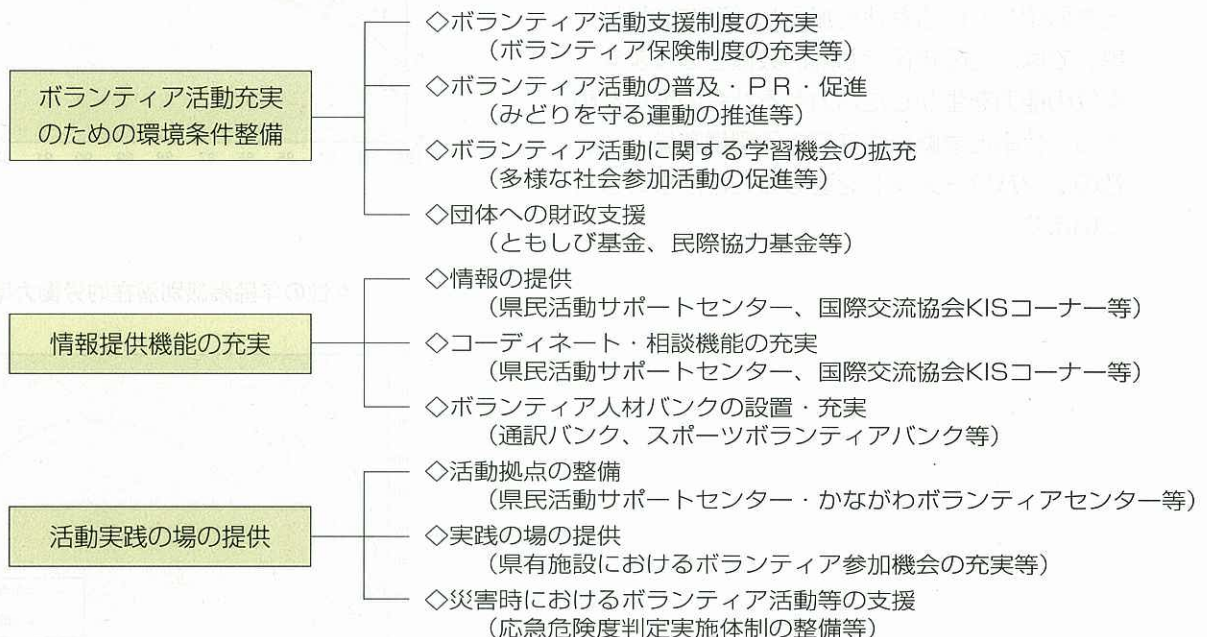 ボランティア活動充実
のための環境条件整備
◇ボランティア活動支援制度の充実
（ボランティア保険制度の充実等）
◇ボランティア活動の普及・ＰＲ・促進
（みどりを守る運動の推進等）
◇ボランティア活動に関する学習機会の拡充
（多様な社会参加活動の促進等）
◇団体への財政支援
（ともしび基金、民際協力基金等）
情報提供機能の充実
◇情報の提供
（県民活動サポートセンター、国際交流協会KISコーナー等）
◇コーディネート・相談機能の充実
（県民活動サポートセンター、国際交流協会KISコーナー等）
◇ボランティア人材バンクの設置・充実
（通訳バンク、スポーツボランティアバンク等）
活動実践の場の提供
◇活動拠点の整備
（県民活動サポートセンター・かながわボランティアセンター等）
◇実践の場の提供
（県有施設におけるボランティア参加機会の充実等）
◇災害時におけるボランティア活動等の支援
（応急危険度判定実施体制の整備等）